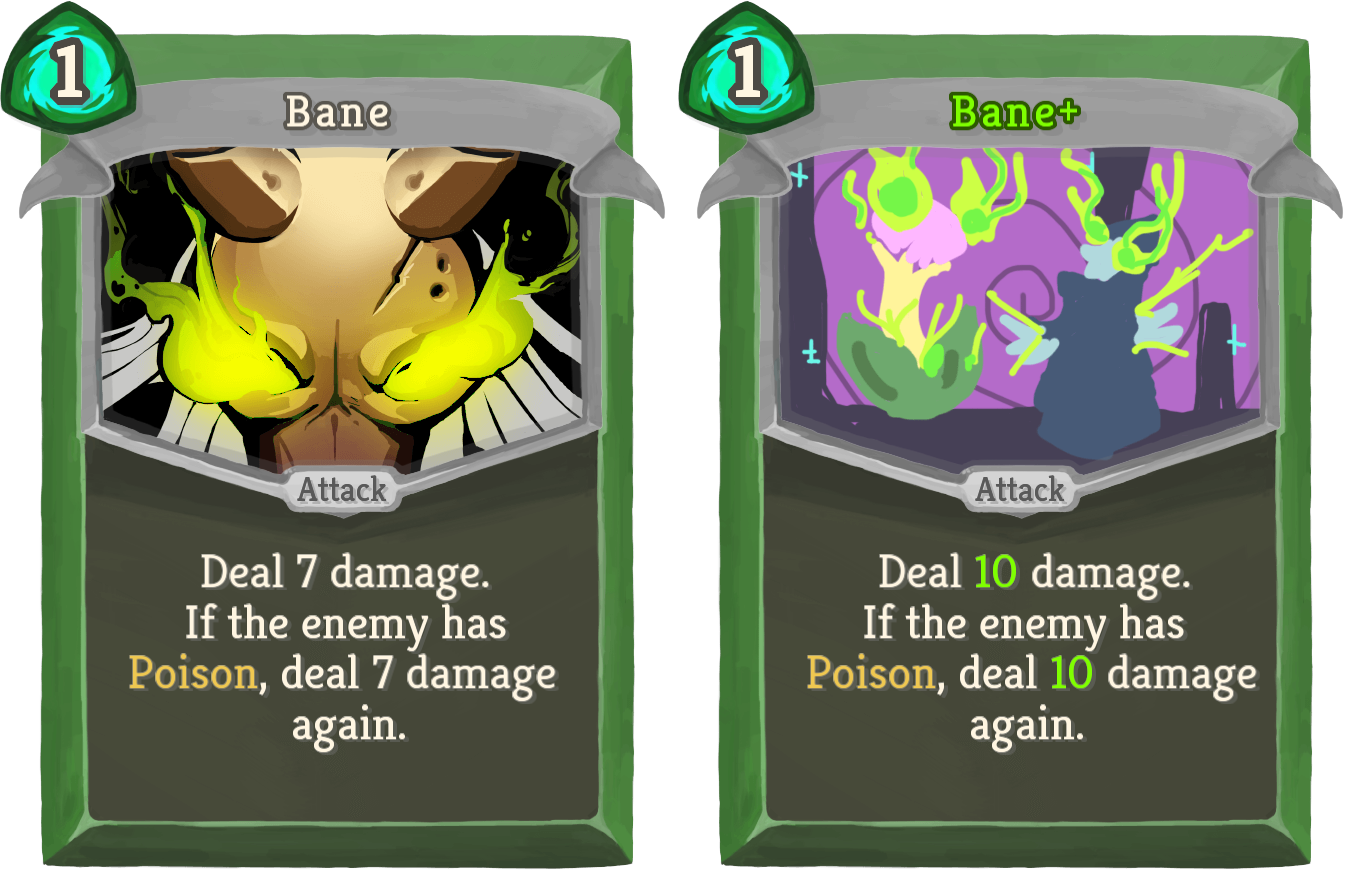 1
Bane
Attack
Deal 7 damage.
If the enemy has
Poison, deal 7 damage
again.
1
Bane+
Attack
Deal 10 damage.
If the enemy has
Poison, deal 10 damage
again.